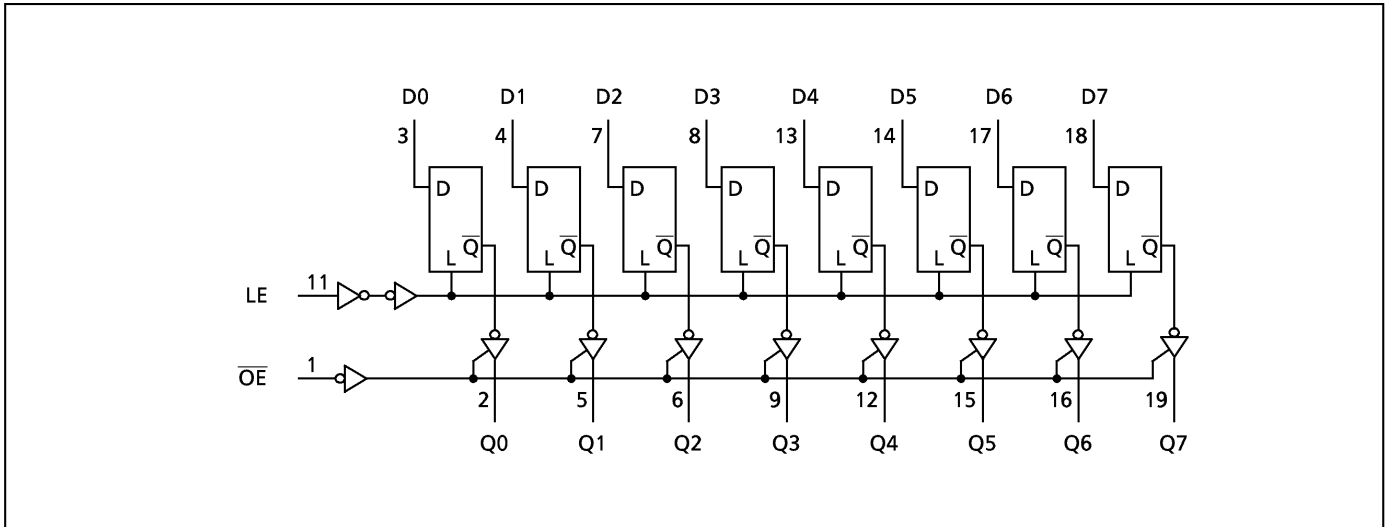 D0 D1 D2 D3 D4 D5 D6 D7
3 4 7 8 13 14 17 18
D D D D D D D D
Q̅ Q̅ Q̅ Q̅ Q̅ Q̅ Q̅ Q̅
L L L L L L L L
LE 11
O̅E̅ 1
2 5 6 9 12 15 16 19
Q0 Q1 Q2 Q3 Q4 Q5 Q6 Q7